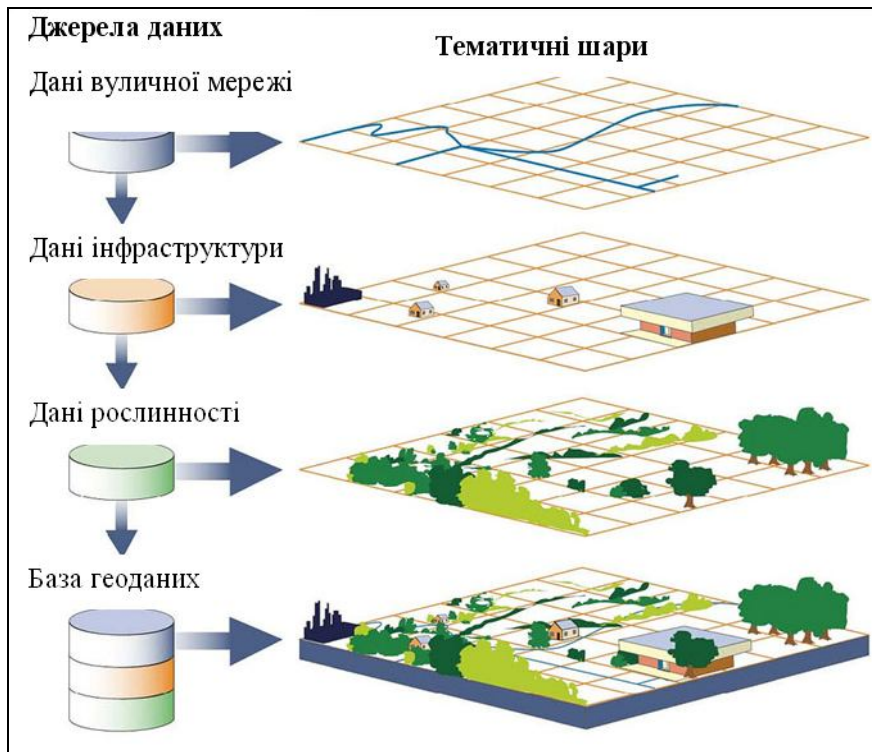 Джерела даних
Тематичні шари
Дані вуличної мережі
Дані інфраструктури
Дані рослинності
База геоданих